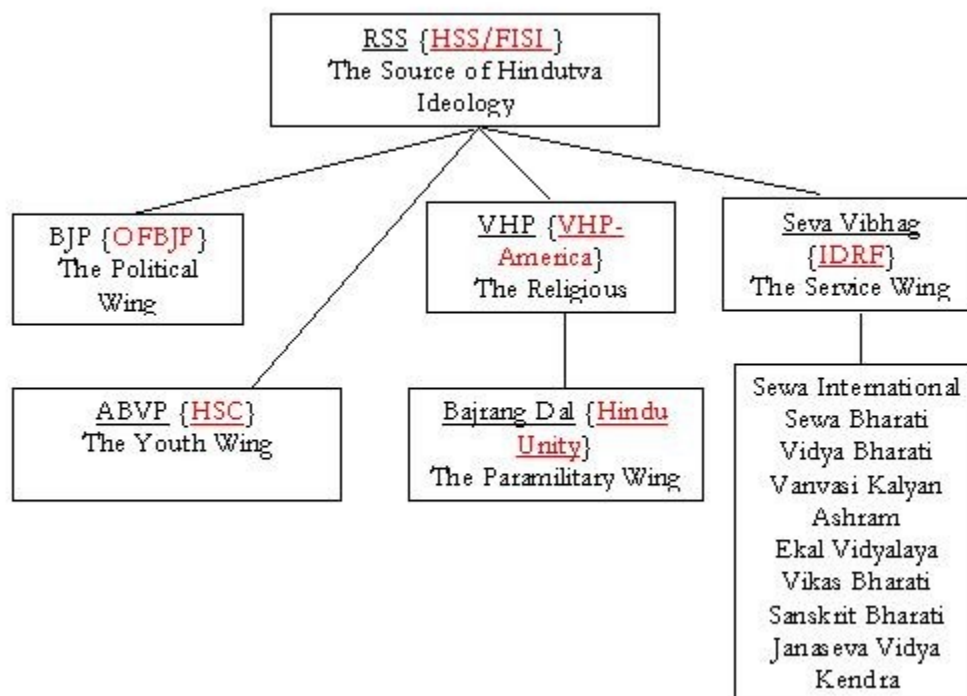 RSS {HSS/FISI }
The Source of Hindutva
Ideology
BJP {OFBJP}
The Political
Wing
VHP {VHP-
America}
The Religious
Seva Vibhag
{IDRF}
The Service Wing
ABVP {HSC}
The Youth Wing
Bajrang Dal {Hindu
Unity}
The Paramilitary Wing
Sewa International
Sewa Bharati
Vidya Bharati
Vanvasi Kalyan
Ashram
Ekal Vidyalaya
Vikas Bharati
Sanskrit Bharati
Janaseva Vidya
Kendra